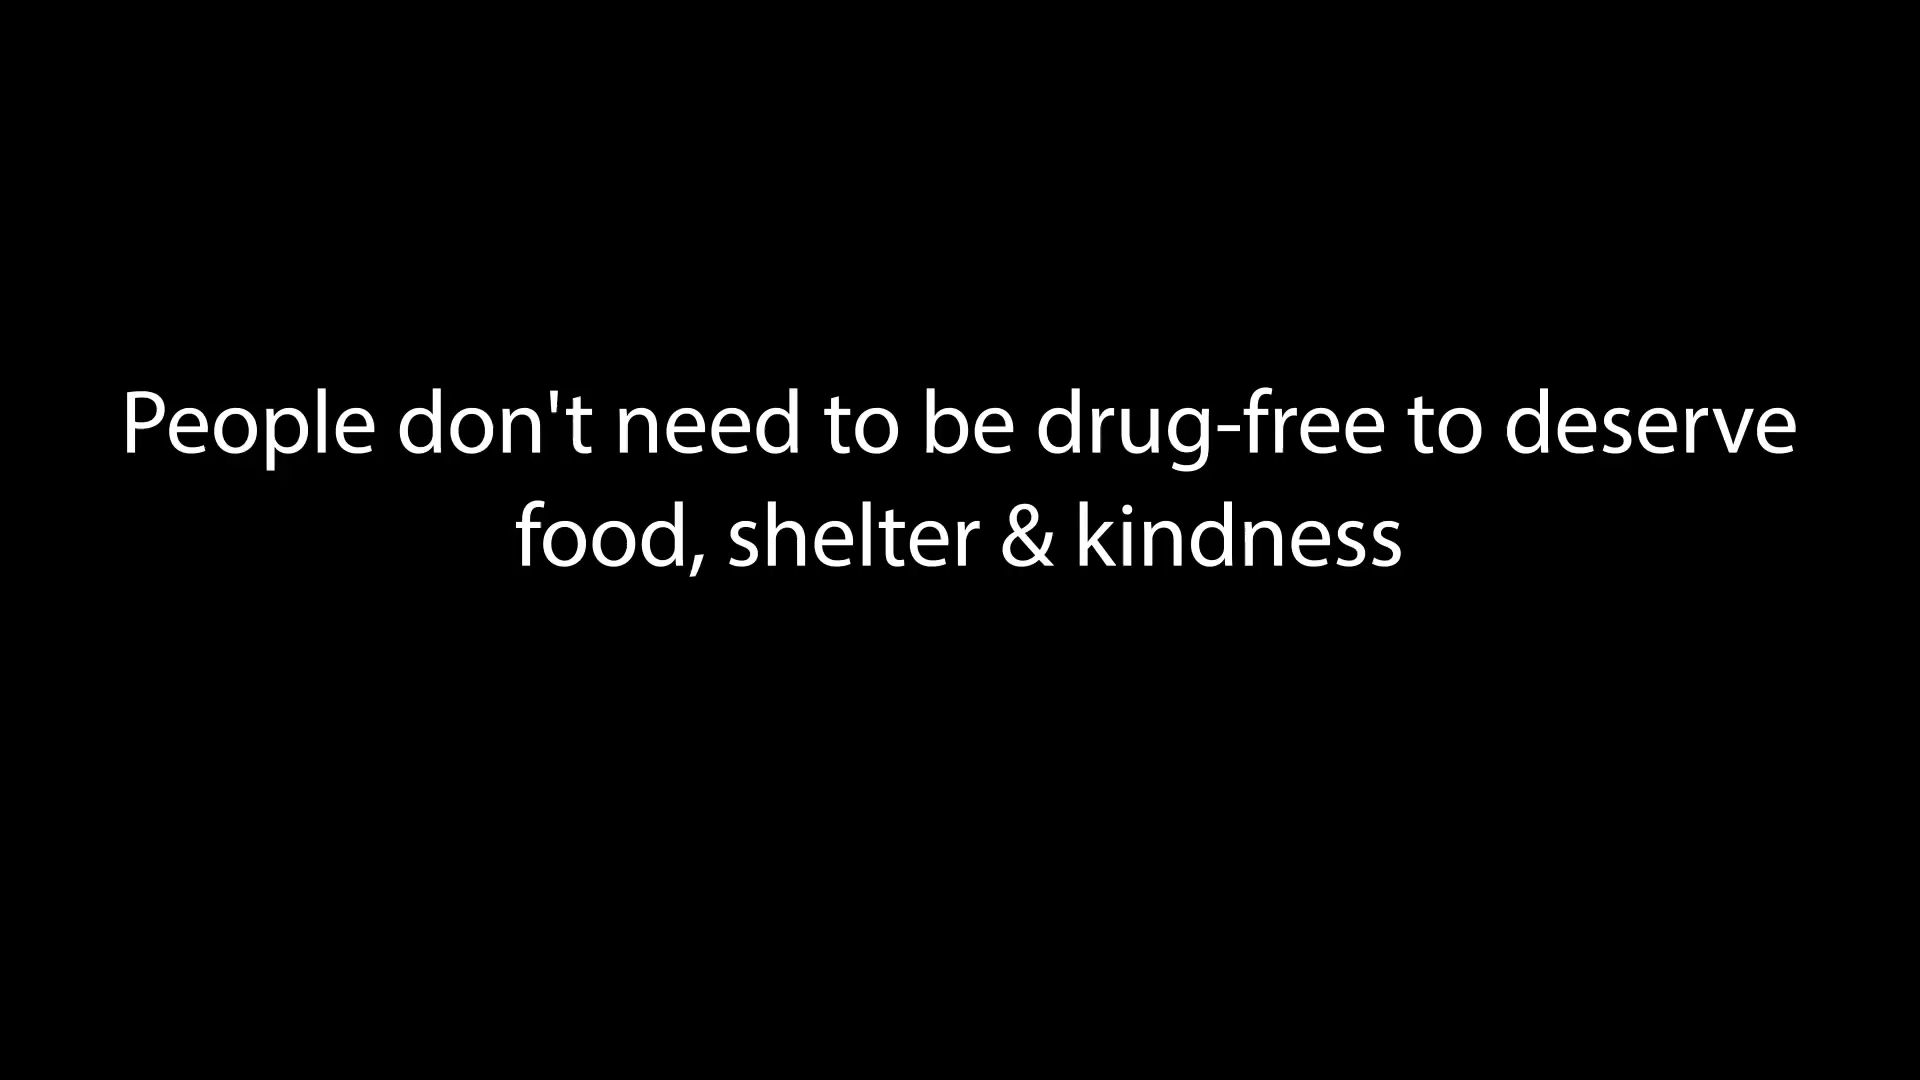 People don't need to be drug-free to deserve
food, shelter & kindness